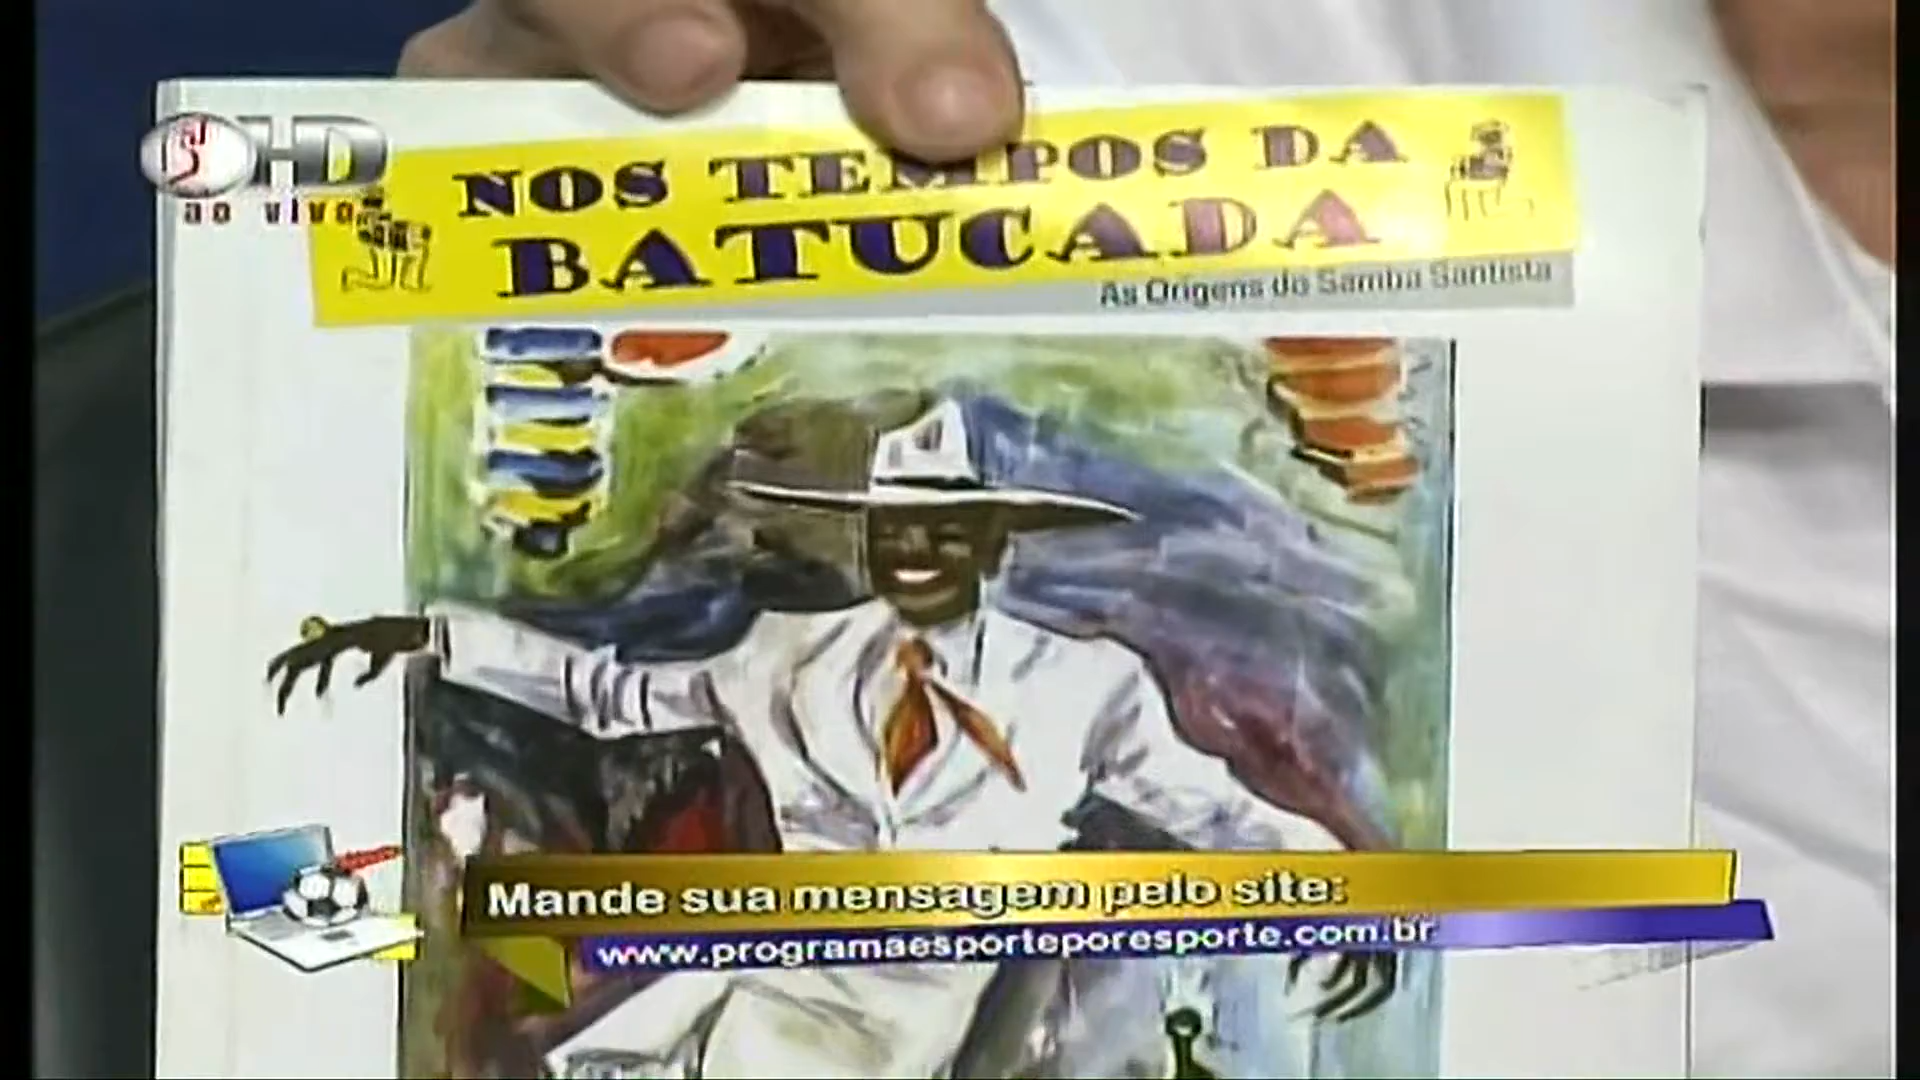 HD
ao vivo
NOS TEMPOS DA
BATUCADA
As Origens do Samba Santista
Mande sua mensagem pelo site:
www.programaesporteporesporte.com.br